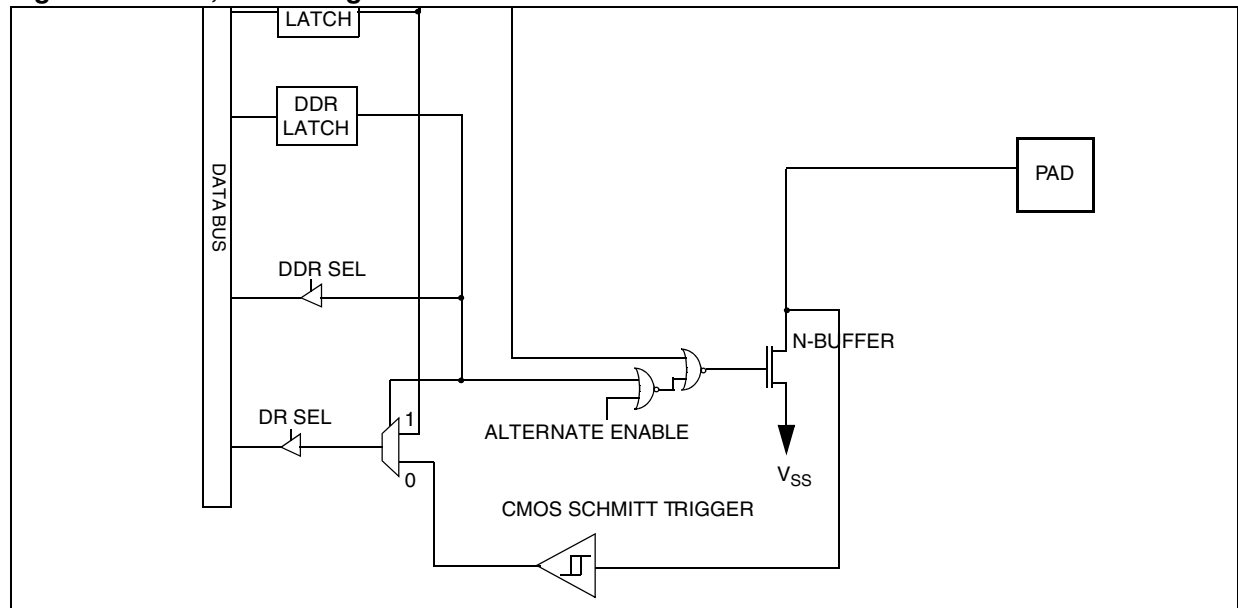 LATCH
DDR
LATCH
PAD
DATA BUS
DDR SEL
N-BUFFER
DR SEL
1
ALTERNATE ENABLE
0
VSS
CMOS SCHMITT TRIGGER